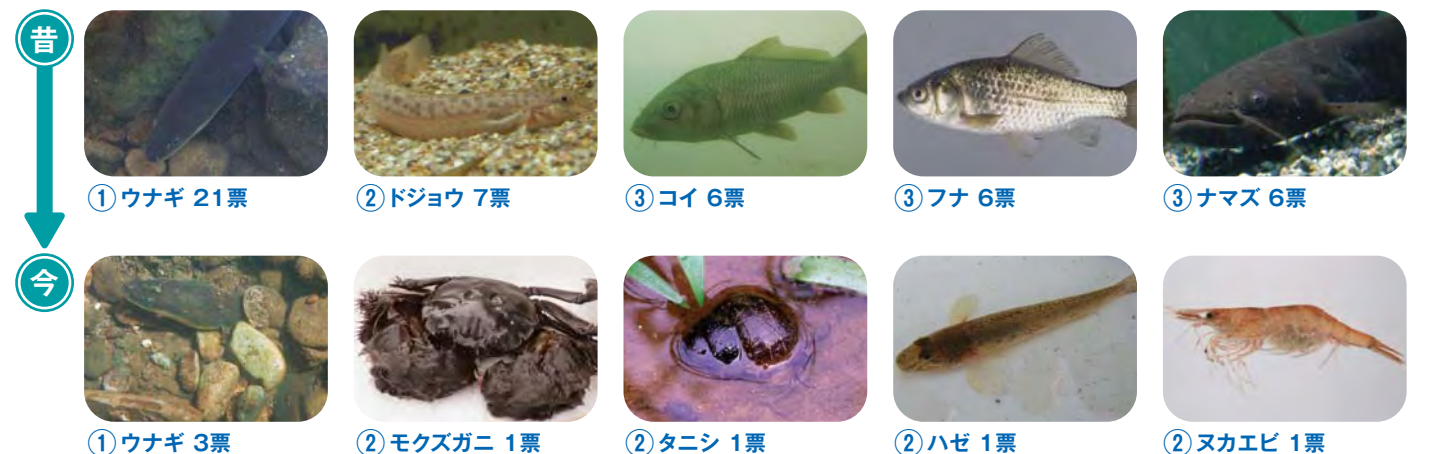 昔
①ウナギ 21票
②ドジョウ 7票
③コイ 6票
③フナ 6票
③ナマズ 6票
今
①ウナギ 3票
②モクズガニ 1票
②タニシ 1票
②ハゼ 1票
②ヌカエビ 1票